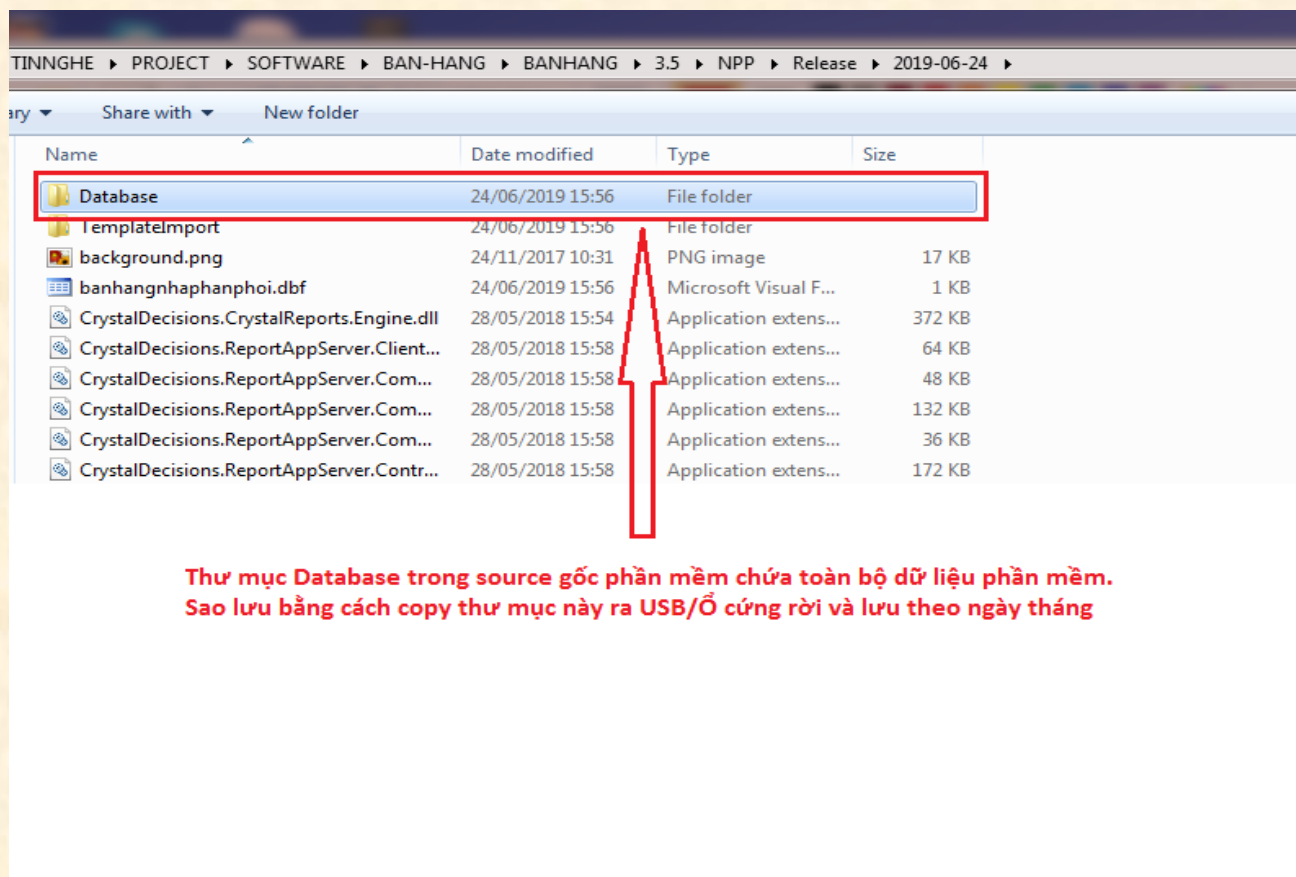 TINNGHE ▸ PROJECT ▸ SOFTWARE ▸ BAN-HANG ▸ BANHANG ▸ 3.5 ▸ NPP ▸ Release ▸ 2019-06-24 ▸
ary Share with New folder
Name Date modified Type Size
Database 24/06/2019 15:56 File folder
TemplateImport 24/06/2019 15:56 File folder
background.png 24/11/2017 10:31 PNG image 17 KB
banhangnhaphanphoi.dbf 24/06/2019 15:56 Microsoft Visual F... 1 KB
CrystalDecisions.CrystalReports.Engine.dll 28/05/2018 15:54 Application extens... 372 KB
CrystalDecisions.ReportAppServer.Client... 28/05/2018 15:58 Application extens... 64 KB
CrystalDecisions.ReportAppServer.Com... 28/05/2018 15:58 Application extens... 48 KB
CrystalDecisions.ReportAppServer.Com... 28/05/2018 15:58 Application extens... 132 KB
CrystalDecisions.ReportAppServer.Com... 28/05/2018 15:58 Application extens... 36 KB
CrystalDecisions.ReportAppServer.Contr... 28/05/2018 15:58 Application extens... 172 KB
Thư mục Database trong source gốc phần mềm chứa toàn bộ dữ liệu phần mềm.
Sao lưu bằng cách copy thư mục này ra USB/Ổ cứng rời và lưu theo ngày tháng